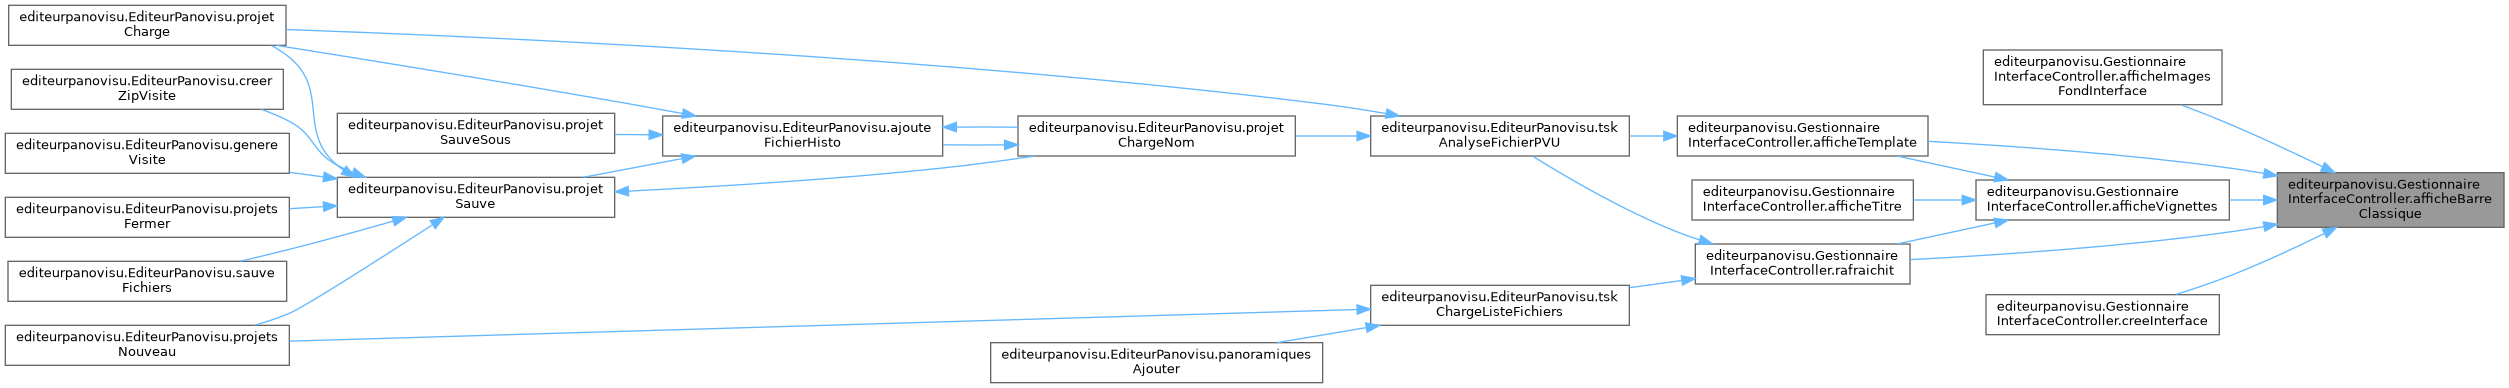 editeurpanovisu.EditeurPanovisu.projet
Charge
editeurpanovisu.EditeurPanovisu.creer
ZipVisite
editeurpanovisu.EditeurPanovisu.genere
Visite
editeurpanovisu.EditeurPanovisu.projets
Fermer
editeurpanovisu.EditeurPanovisu.sauve
Fichiers
editeurpanovisu.EditeurPanovisu.projets
Nouveau
editeurpanovisu.EditeurPanovisu.projet
SauveSous
editeurpanovisu.EditeurPanovisu.projet
Sauve
editeurpanovisu.EditeurPanovisu.ajoute
FichierHisto
editeurpanovisu.EditeurPanovisu.projet
ChargeNom
editeurpanovisu.EditeurPanovisu.panoramiques
Ajouter
editeurpanovisu.EditeurPanovisu.tsk
AnalyseFichierPVU
editeurpanovisu.EditeurPanovisu.tsk
ChargeListeFichiers
editeurpanovisu.Gestionnaire
InterfaceController.afficheTemplate
editeurpanovisu.Gestionnaire
InterfaceController.afficheTitre
editeurpanovisu.Gestionnaire
InterfaceController.rafraichit
editeurpanovisu.Gestionnaire
InterfaceController.afficheImages
FondInterface
editeurpanovisu.Gestionnaire
InterfaceController.afficheVignettes
editeurpanovisu.Gestionnaire
InterfaceController.creeInterface
editeurpanovisu.Gestionnaire
InterfaceController.afficheBarre
Classique